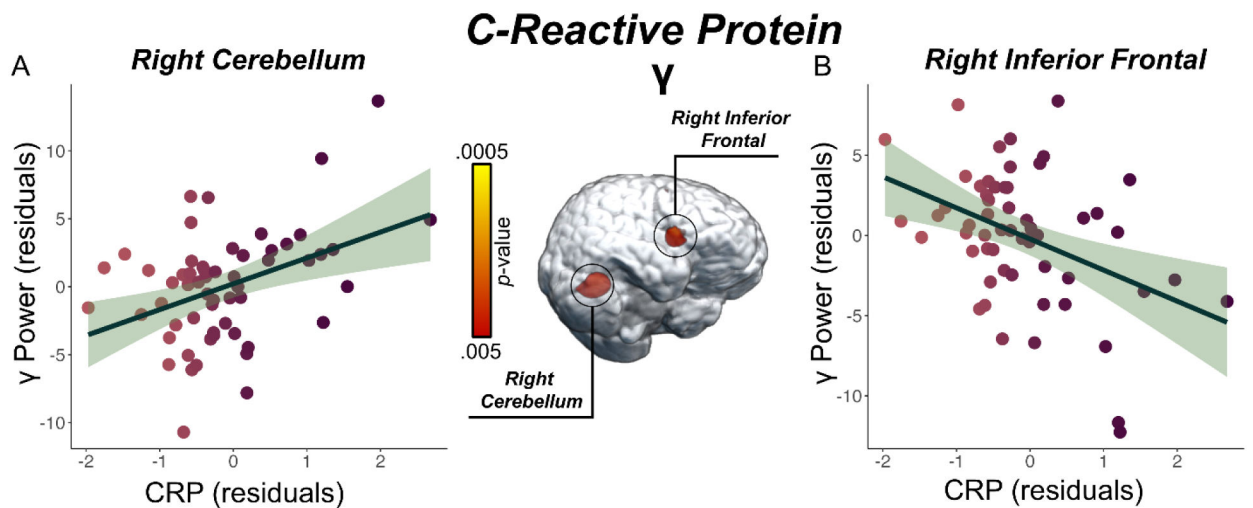 C-Reactive Protein
γ
A
Right Cerebellum
γ Power (residuals)
10
5
0
-5
-10
-2
-1
0
1
2
CRP (residuals)
.0005
p-value
.005
Right Inferior
Frontal
Right
Cerebellum
B
Right Inferior Frontal
γ Power (residuals)
5
0
-5
-10
-2
-1
0
1
2
CRP (residuals)